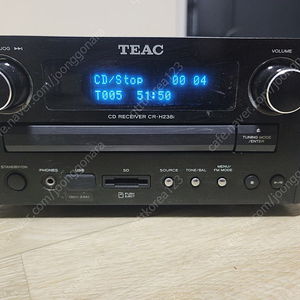 TEAC
JOG
VOLUME
CD/Stop 00 04
T005 51:50
CD RECEIVER CR-H238i
TUNING MODE
/ENTER
STANDBY/ON
PHONES
USB
SD
SOURCE
TONE/BAL
MENU/
FM MODE